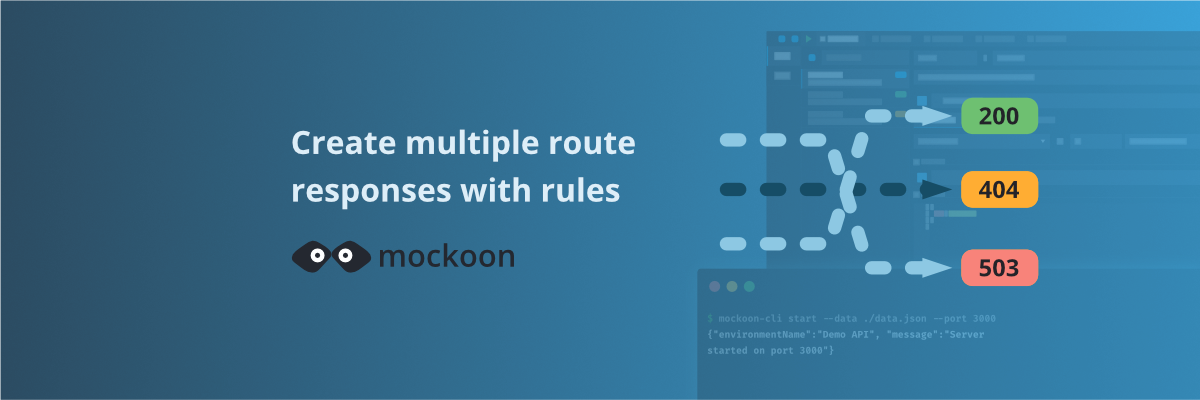 Create multiple route
responses with rules
mockoon
200
404
503
$ mockoon-cli start --data ./data.json --port 3000
{"environmentName":"Demo API", "message":"Server
started on port 3000"}